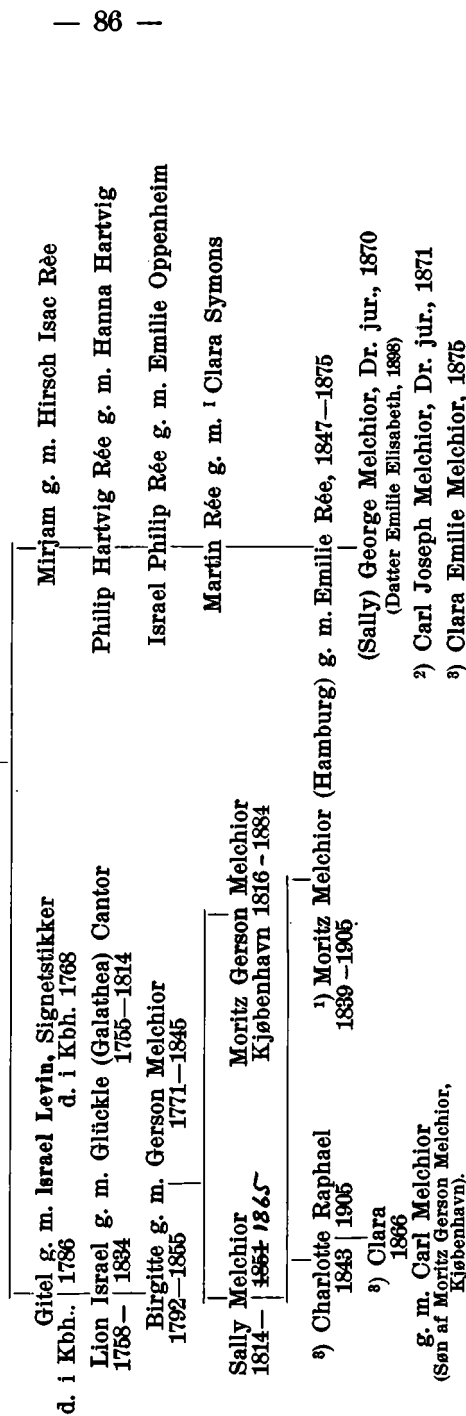 — 86 —
Gitel g. m. Israel Levin, Signetstikker
d. i Kbh.. 1786 d. i Kbh. 1768
Lion Israel g. m. Glückle (Galathea) Cantor
1758— 1834 1755—1814
Birgitte g. m. Gerson Melchior
1792—1855 1771—1845
Sally Melchior
1814— 1851 1865
Moritz Gerson Melchior
Kjøbenhavn 1816-1884
8) Charlotte Raphael
1843 1905
8) Clara
1866
g. m. Carl Melchior
(Søn af Moritz Gerson Melchior,
Kjøbenhavn).
1) Moritz Melchior (Hamburg) g. m. Emilie Rée, 1847—1875
1839–1905
Mirjam g. m. Hirsch Isac Rèe
Philip Hartvig Rée g. m. Hanna Hartvig
Israel Philip Rée g. m. Emilie Oppenheim
Martin Rée g. m. 1 Clara Symons
(Sally) George Melchior, Dr. jur., 1870
(Datter Emilie Elisabeth, 1898)
2) Carl Joseph Melchior, Dr. jur., 1871
3) Clara Emilie Melchior, 1875